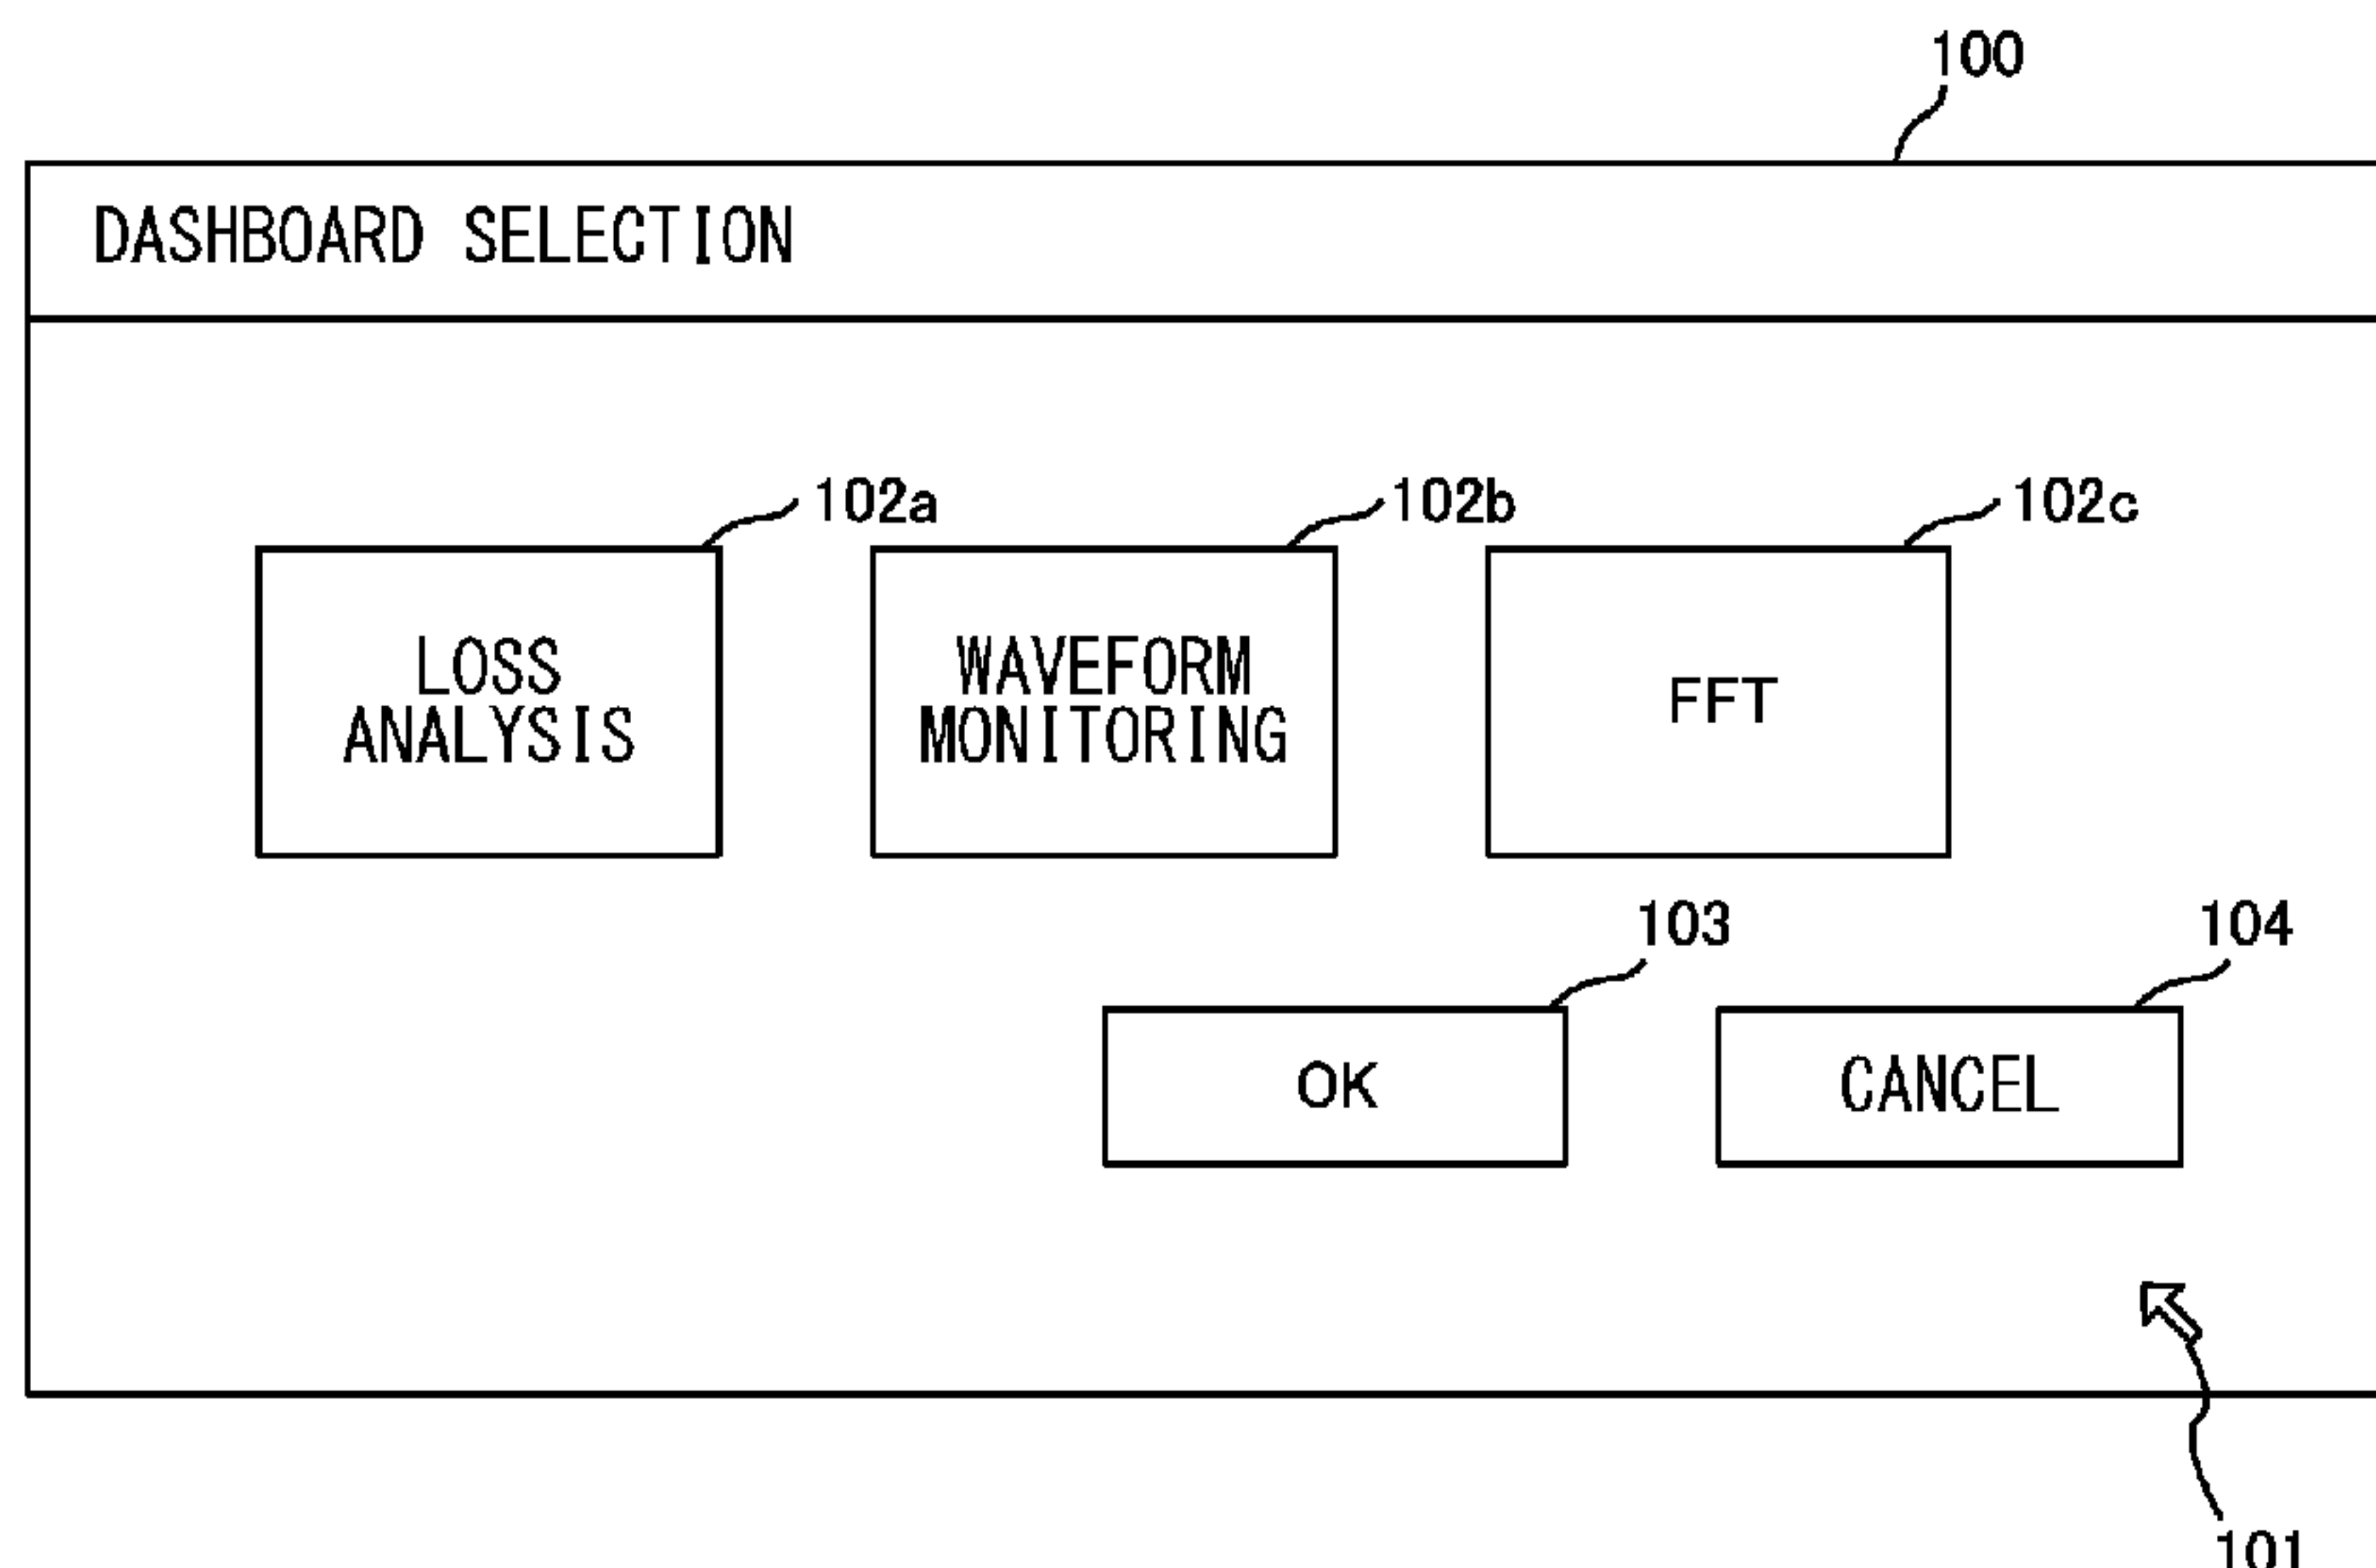 100
DASHBOARD SELECTION
102a
102b
102c
LOSS
ANALYSIS
WAVEFORM
MONITORING
FFT
103
104
OK
CANCEL
101